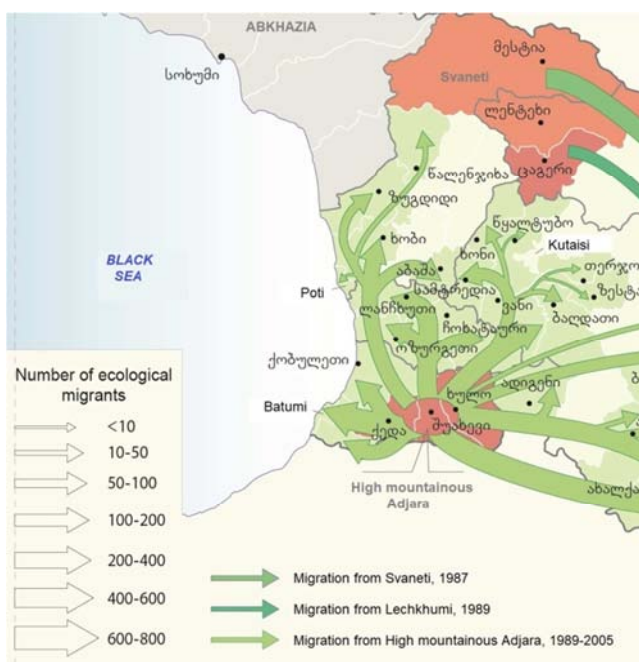 ABKHAZIA
მესტია
სოხუმი
Svaneti
ლენტეხი
ცაგერი
წალენჯიხა
ზუგდიდი
წყალტუბო
ხობი
ხონი
Kutaisi
BLACK
SEA
აბაშა
Poti
სამტრედია
ლანჩხუთი
ვანი
ბაღდათი
ჩოხატაური
ოზურგეთი
ქობულეთი
Number of ecological
migrants
ხულო
ადიგენი
Batumi
შუახევი
ქედა
<10
10-50
High mountainous
Adjara
50-100
100-200
200-400
400-600
600-800
Migration from Svaneti, 1987
Migration from Lechkhumi, 1989
Migration from High mountainous Adjara, 1989-2005